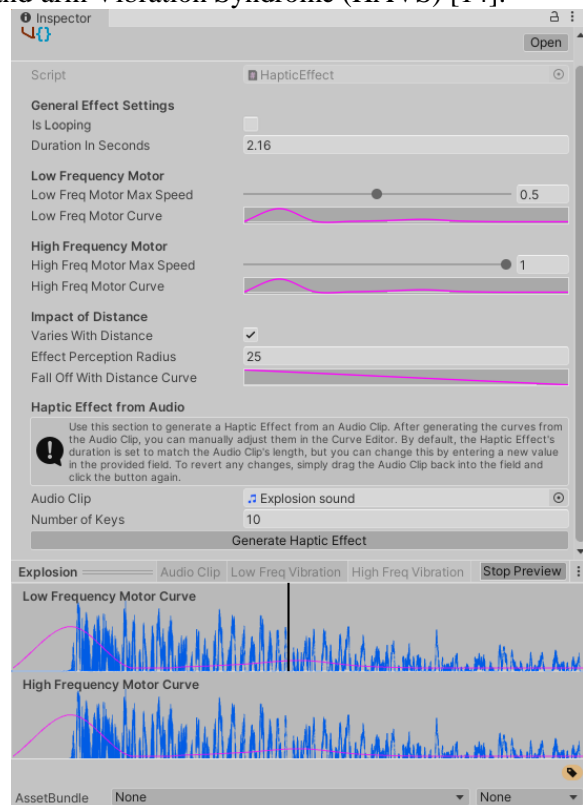 nd-arm Vibration Syndrome (HAVS) [14].
Inspector
Open
Script HapticEffect
General Effect Settings
Is Looping
Duration In Seconds 2.16
Low Frequency Motor
Low Freq Motor Max Speed 0.5
Low Freq Motor Curve
High Frequency Motor
High Freq Motor Max Speed 1
High Freq Motor Curve
Impact of Distance
Varies With Distance
Effect Perception Radius 25
Fall Off With Distance Curve
Haptic Effect from Audio
Use this section to generate a Haptic Effect from an Audio Clip. After generating the curves from
the Audio Clip, you can manually adjust them in the Curve Editor. By default, the Haptic Effect's
duration is set to match the Audio Clip's length, but you can change this by entering a new value
in the provided field. To revert any changes, simply drag the Audio Clip back into the field and
click the button again.
Audio Clip Explosion sound
Number of Keys 10
Generate Haptic Effect
Explosion Audio Clip Low Freq Vibration High Freq Vibration Stop Preview
Low Frequency Motor Curve
High Frequency Motor Curve
AssetBundle None None